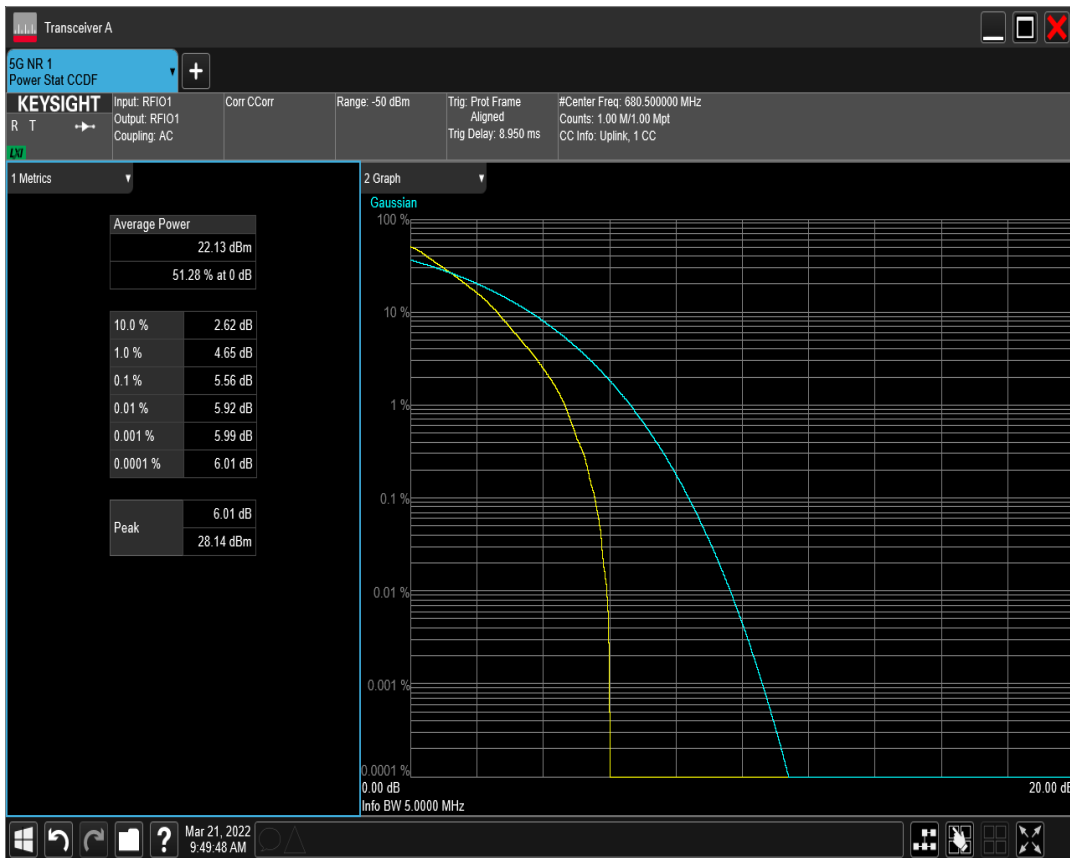 Transceiver A
5G NR 1
Power Stat CCDF
+
KEYSIGHT
R T
LXI
Input: RFIO1
Output: RFIO1
Coupling: AC
Corr CCorr
Range: -50 dBm
Trig: Prot Frame
Aligned
Trig Delay: 8.950 ms
#Center Freq: 680.500000 MHz
Counts: 1.00 M/1.00 Mpt
CC Info: Uplink, 1 CC
1 Metrics
Average Power
22.13 dBm
51.28 % at 0 dB
10.0 % 2.62 dB
1.0 % 4.65 dB
0.1 % 5.56 dB
0.01 % 5.92 dB
0.001 % 5.99 dB
0.0001 % 6.01 dB
Peak
6.01 dB
28.14 dBm
2 Graph
Gaussian
100 %
10 %
1 %
0.1 %
0.01 %
0.001 %
0.0001 %
0.00 dB 20.00 dB
Info BW 5.0000 MHz
?
Mar 21, 2022
9:49:48 AM